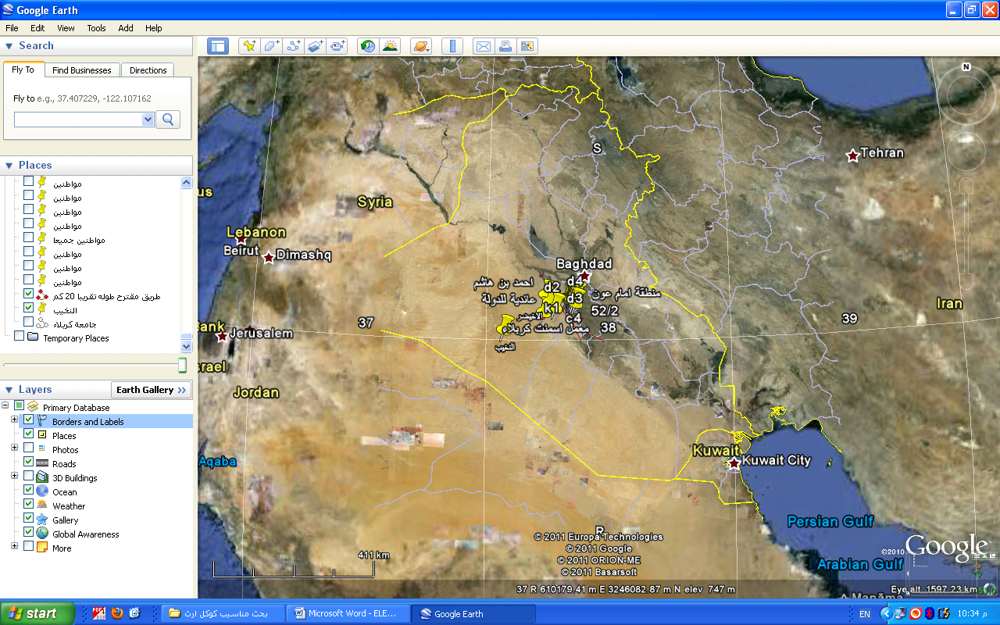 Google Earth
File Edit View Tools Add Help
Search
Fly To Find Businesses Directions
Fly to e.g., 37.407229, -122.107162
Places
مواطنين
مواطنين
مواطنين
مواطنين
مواطنين جميعا
مواطنين
مواطنين
مواطنين
طريق مقترح طوله تقريبا 20 كم
النخيب
جامعة كربلاء
Temporary Places
Layers Earth Gallery >>
Primary Database
Borders and Labels
Places
Photos
Roads
3D Buildings
Ocean
Weather
Gallery
Global Awareness
More
N
S
Tehran
us
Syria
Lebanon
Beirut
Dimashq
Baghdad
احمد بن هاشم
d2
d4
عائدية للدولة
d3
منطقة امام عون
Iran
k1
52/2
الاخيضر
c4
37
39
معمل اسمنت كربلاء
38
ank
Jerusalem
النخيب
srael
Jordan
Aqaba
Kuwait
Kuwait City
Persian Gulf
R
© 2011 Europa Technologies
© 2011 Google
© 2011 ORION-ME
© 2011 Basarsoft
©2010 Google
Arabian Gulf
411 km
37 R 610179.41 m E 3246082.87 m N elev 747 m
Eye alt 1597.23 km
Manāma
start
بحث مناسيب كوكل ارث
Microsoft Word - ELE...
Google Earth
EN
10:34 م